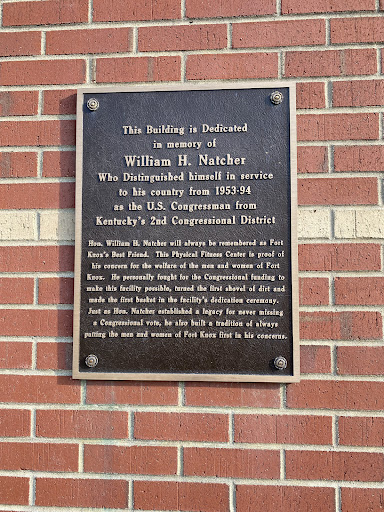 This Building is Dedicated
in memory of
William H. Natcher
Who Distinguished himself in service
to his country from 1953-94
as the U.S. Congressman from
Kentucky's 2nd Congressional District
Hon. William H. Natcher will always be remembered as Fort
Knox's Best Friend. This Physical Fitness Center is proof of
his concern for the welfare of the men and women of Fort
Knox. He personally fought for the Congressional funding to
make this facility possible, turned the first shovel of dirt and
made the first basket in the facility's dedication ceremony.
Just as Hon. Natcher established a legacy for never missing
a Congressional vote, he also built a tradition of always
putting the men and women of Fort Knox first in his concerns.